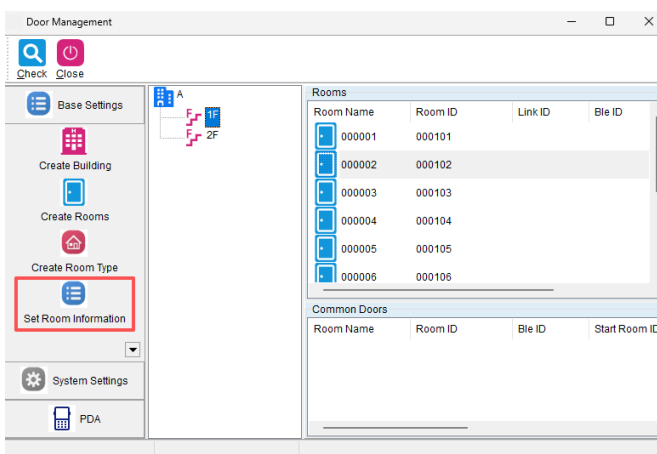 Door Management
Check Close
Base Settings
Create Building
Create Rooms
Create Room Type
Set Room Information
System Settings
PDA
A
1F
2F
Rooms
Room Name Room ID Link ID Ble ID
000001 000101
000002 000102
000003 000103
000004 000104
000005 000105
000006 000106
Common Doors
Room Name Room ID Ble ID Start Room ID